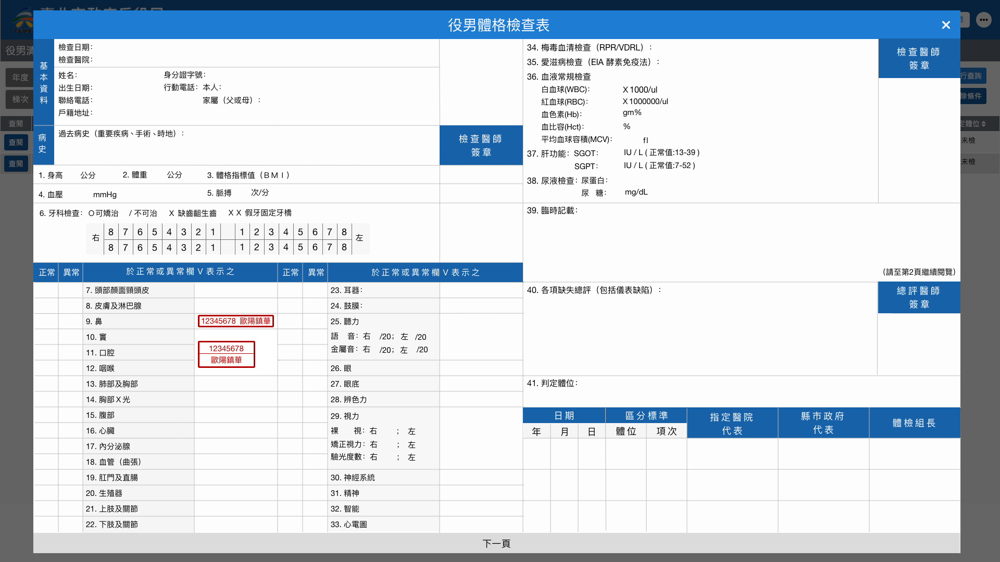 役男體格檢查表
基本資料
檢查日期：
檢查醫院：
姓名： 身分證字號：
出生日期： 行動電話：本人：
聯絡電話： 家屬（父或母）：
戶籍地址：
病史
過去病史（重要疾病、手術、時地）：
檢查醫師
簽章
1. 身高 公分 2. 體重 公分 3. 體格指標值（ＢＭＩ）
4. 血壓 mmHg 5. 脈搏 次/分
6. 牙科檢查：Ｏ可矯治 / 不可治 Ｘ 缺齒齟生齒 ＸＸ 假牙固定牙橋
右 8 7 6 5 4 3 2 1 1 2 3 4 5 6 7 8 左
8 7 6 5 4 3 2 1 1 2 3 4 5 6 7 8
正常 異常 於正常或異常欄Ｖ表示之 正常 異常 於正常或異常欄Ｖ表示之
7. 頭部顏面頸頭皮
8. 皮膚及淋巴腺
9. 鼻 12345678 歐陽鎮華
10. 竇
11. 口腔
12345678
歐陽鎮華
12. 咽喉
13. 肺部及胸部
14. 胸部Ｘ光
15. 腹部
16. 心臟
17. 內分泌腺
18. 血管（曲張）
19. 肛門及直腸
20. 生殖器
21. 上肢及關節
22. 下肢及關節
23. 耳器：
24. 鼓膜：
25. 聽力
語 音：右 /20； 左 /20
金屬音：右 /20； 左 /20
26. 眼
27. 眼底
28. 辨色力
29. 視力
裸 視：右 ； 左
矯正視力：右 ； 左
驗光度數：右 ； 左
30. 神經系統
31. 精神
32. 智能
33. 心電圖
34. 梅毒血清檢查（RPR/VDRL）：
35. 愛滋病檢查（EIA 酵素免疫法）：
36. 血液常規檢查
白血球(WBC)： Ｘ1000/ul
紅血球(RBC)： Ｘ1000000/ul
血色素(Hb)： gm%
血比容(Hct)： %
平均血球容積(MCV)： fl
37. 肝功能：SGOT： IU / L ( 正常值:13-39 )
SGPT： IU / L ( 正常值:7-52 )
38. 尿液檢查：尿蛋白：
尿 糖： mg/dL
檢查醫師
簽章
39. 臨時記載：
(請至第2頁繼續閱覽)
40. 各項缺失總評（包括儀表缺陷）：
總評醫師
簽章
41. 判定體位：
日期 區分標準 指定醫院代表 縣市政府代表 體檢組長
年 月 日 體位 項次
下一頁
役男清
年度
梯次
查閱
查閱
查閱
行查詢
除條件
定體位
未檢
未檢